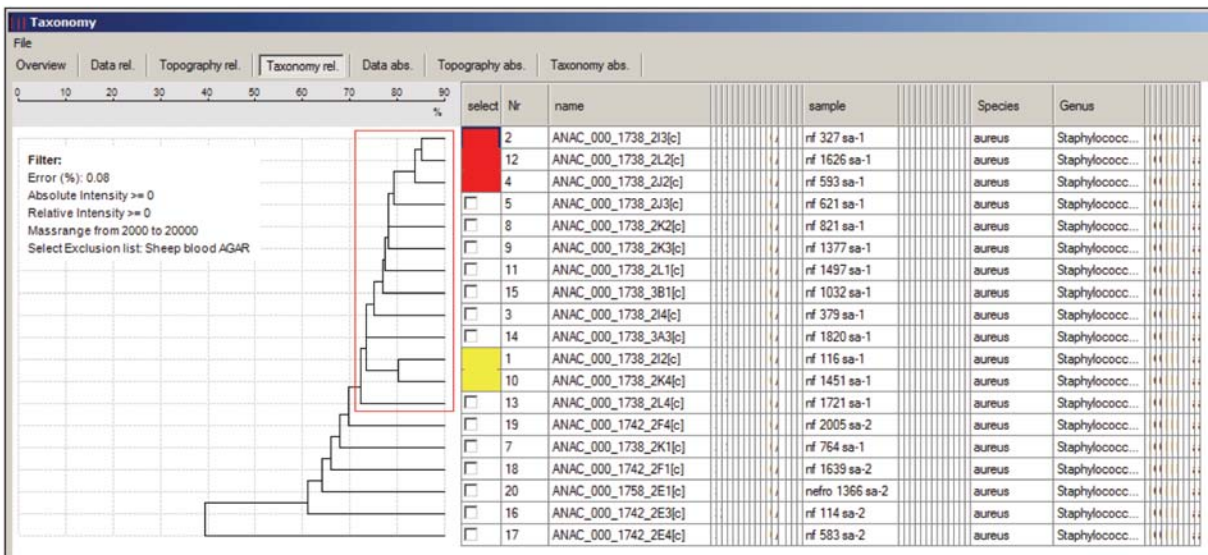 Taxonomy
File
Overview Data rel. Topography rel. Taxonomy rel. Data abs. Topography abs. Taxonomy abs.
0 10 20 30 40 50 60 70 80 90
%
select Nr name sample Species Genus
Filter:
Error (%): 0.08
Absolute Intensity >= 0
Relative Intensity >= 0
Massrange from 2000 to 20000
Select Exclusion list: Sheep blood AGAR
2 ANAC_000_1738_2I3[c] nf 327 sa-1 aureus Staphylococc...
12 ANAC_000_1738_2L2[c] nf 1626 sa-1 aureus Staphylococc...
4 ANAC_000_1738_2J2[c] nf 593 sa-1 aureus Staphylococc...
5 ANAC_000_1738_2J3[c] nf 621 sa-1 aureus Staphylococc...
8 ANAC_000_1738_2K2[c] nf 821 sa-1 aureus Staphylococc...
9 ANAC_000_1738_2K3[c] nf 1377 sa-1 aureus Staphylococc...
11 ANAC_000_1738_2L1[c] nf 1497 sa-1 aureus Staphylococc...
15 ANAC_000_1738_3B1[c] nf 1032 sa-1 aureus Staphylococc...
3 ANAC_000_1738_2I4[c] nf 379 sa-1 aureus Staphylococc...
14 ANAC_000_1738_3A3[c] nf 1820 sa-1 aureus Staphylococc...
1 ANAC_000_1738_2I2[c] nf 116 sa-1 aureus Staphylococc...
10 ANAC_000_1738_2K4[c] nf 1451 sa-1 aureus Staphylococc...
13 ANAC_000_1738_2L4[c] nf 1721 sa-1 aureus Staphylococc...
19 ANAC_000_1742_2F4[c] nf 2005 sa-2 aureus Staphylococc...
7 ANAC_000_1738_2K1[c] nf 764 sa-1 aureus Staphylococc...
18 ANAC_000_1742_2F1[c] nf 1639 sa-2 aureus Staphylococc...
20 ANAC_000_1758_2E1[c] nefro 1366 sa-2 aureus Staphylococc...
16 ANAC_000_1742_2E3[c] nf 114 sa-2 aureus Staphylococc...
17 ANAC_000_1742_2E4[c] nf 583 sa-2 aureus Staphylococc...